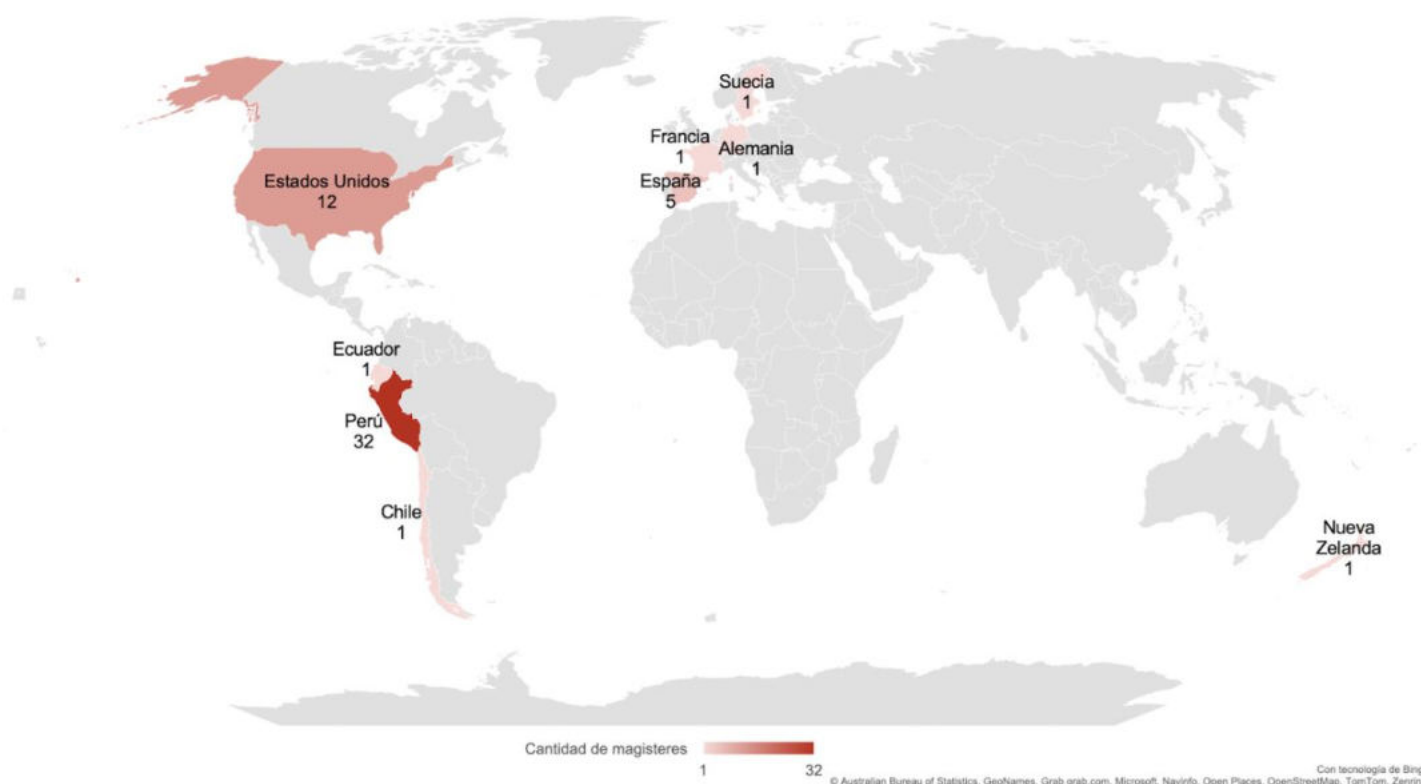 Suecia
1
Francia
1
Alemania
1
España
5
Estados Unidos
12
Ecuador
1
Perú
32
Chile
1
Nueva
Zelanda
1
Cantidad de magisteres
1
32
Con tecnología de Bing
© Australian Bureau of Statistics, GeoNames, Grab grab.com, Microsoft, Navinfo, Open Places, OpenStreetMap, TomTom, Zenrin